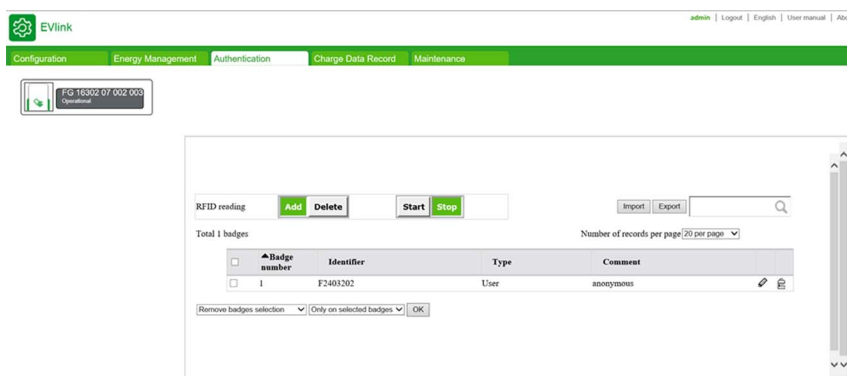 admin | Logout | English | User manual | Abo
EVlink
Configuration Energy Management Authentication Charge Data Record Maintenance
FG 16302 07 002 003
Operational
RFID reading Add Delete Start Stop Import Export
Total 1 badges Number of records per page 20 per page
Badge number Identifier Type Comment
1 F2403202 User anonymous
Remove badges selection Only on selected badges OK